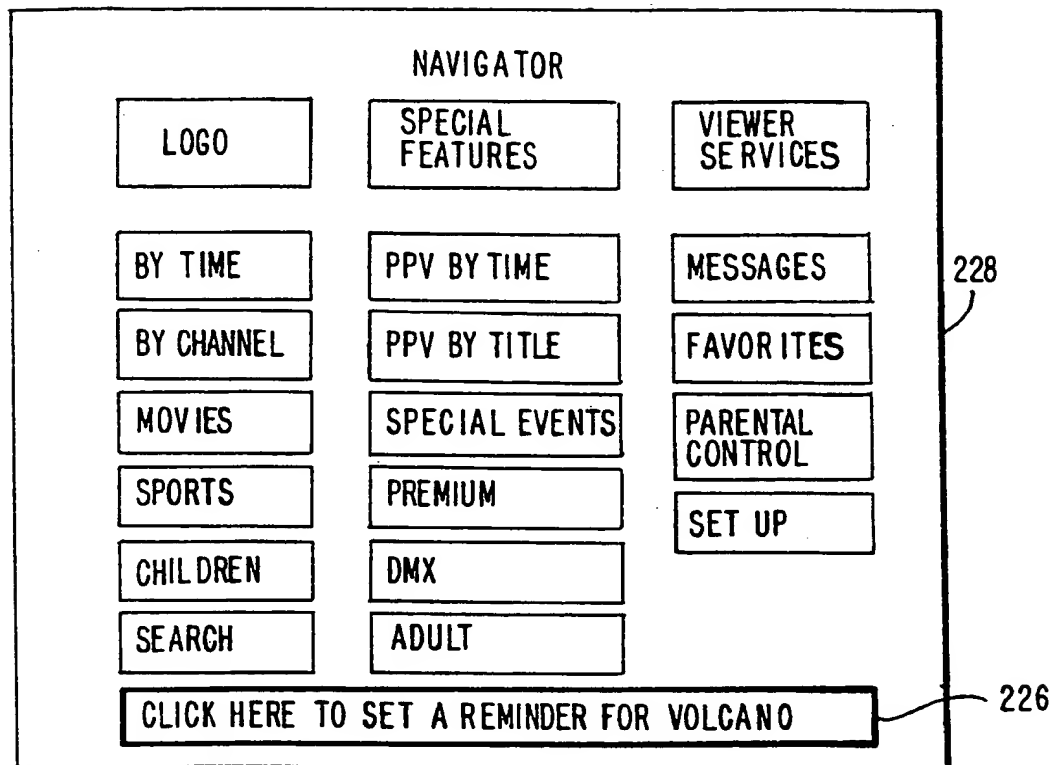 NAVIGATOR
LOGO
SPECIAL
FEATURES
VIEWER
SERVICES
BY TIME
PPV BY TIME
MESSAGES
BY CHANNEL
PPV BY TITLE
FAVORITES
MOVIES
SPECIAL EVENTS
PARENTAL
CONTROL
SPORTS
PREMIUM
SET UP
CHILDREN
DMX
SEARCH
ADULT
CLICK HERE TO SET A REMINDER FOR VOLCANO
228
226